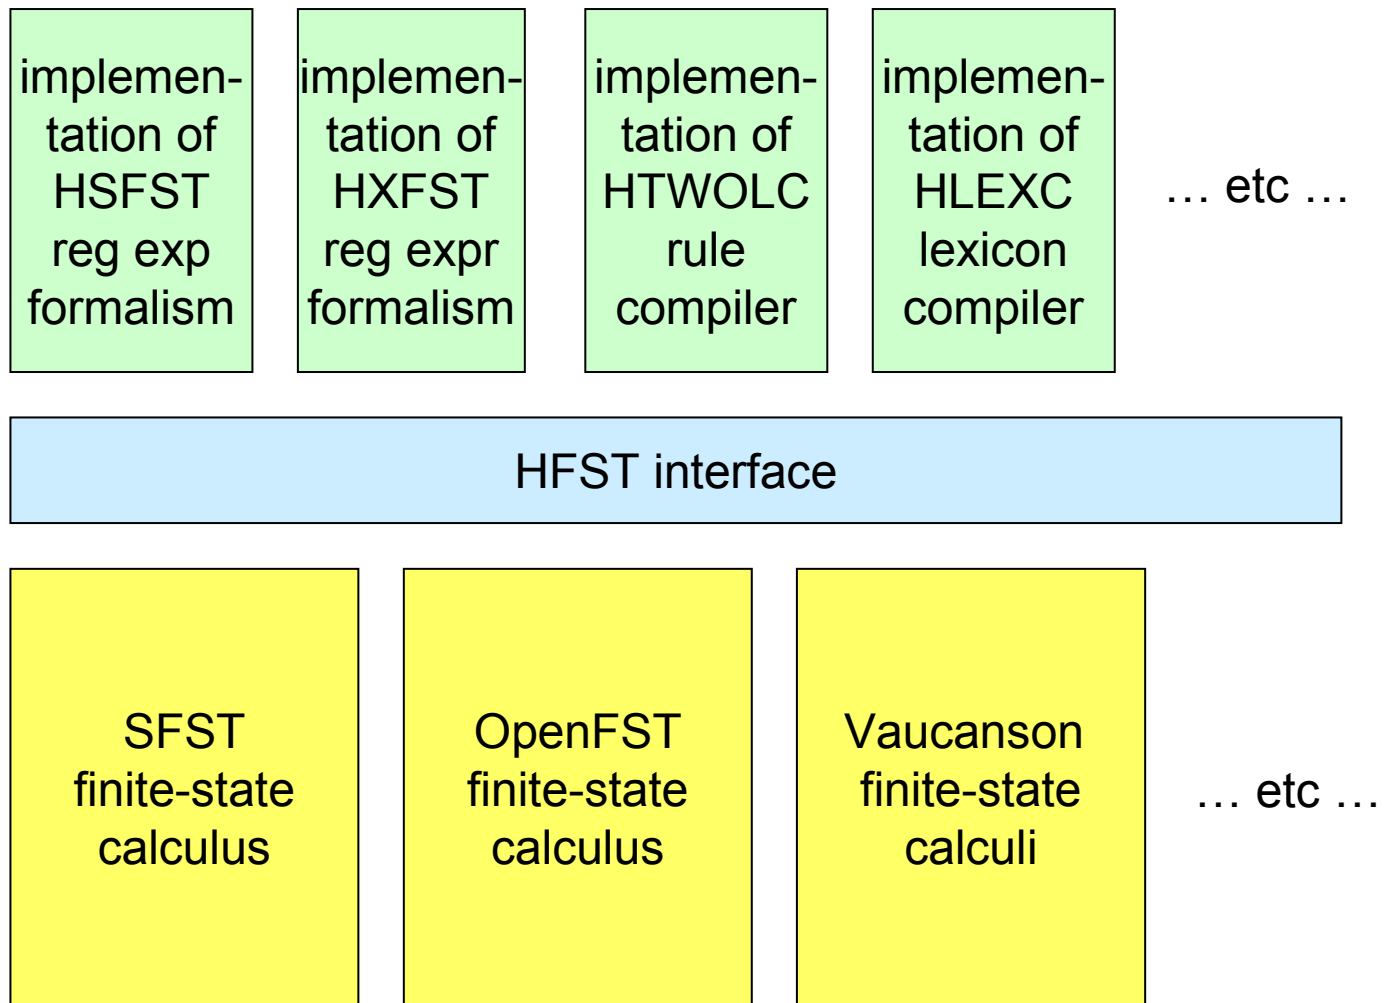 implemen-
tation of
HSFST
reg exp
formalism
implemen-
tation of
HXFST
reg expr
formalism
implemen-
tation of
HTWOLC
rule
compiler
implemen-
tation of
HLEXC
lexicon
compiler
… etc …
HFST interface
SFST
finite-state
calculus
OpenFST
finite-state
calculus
Vaucanson
finite-state
calculi
… etc …